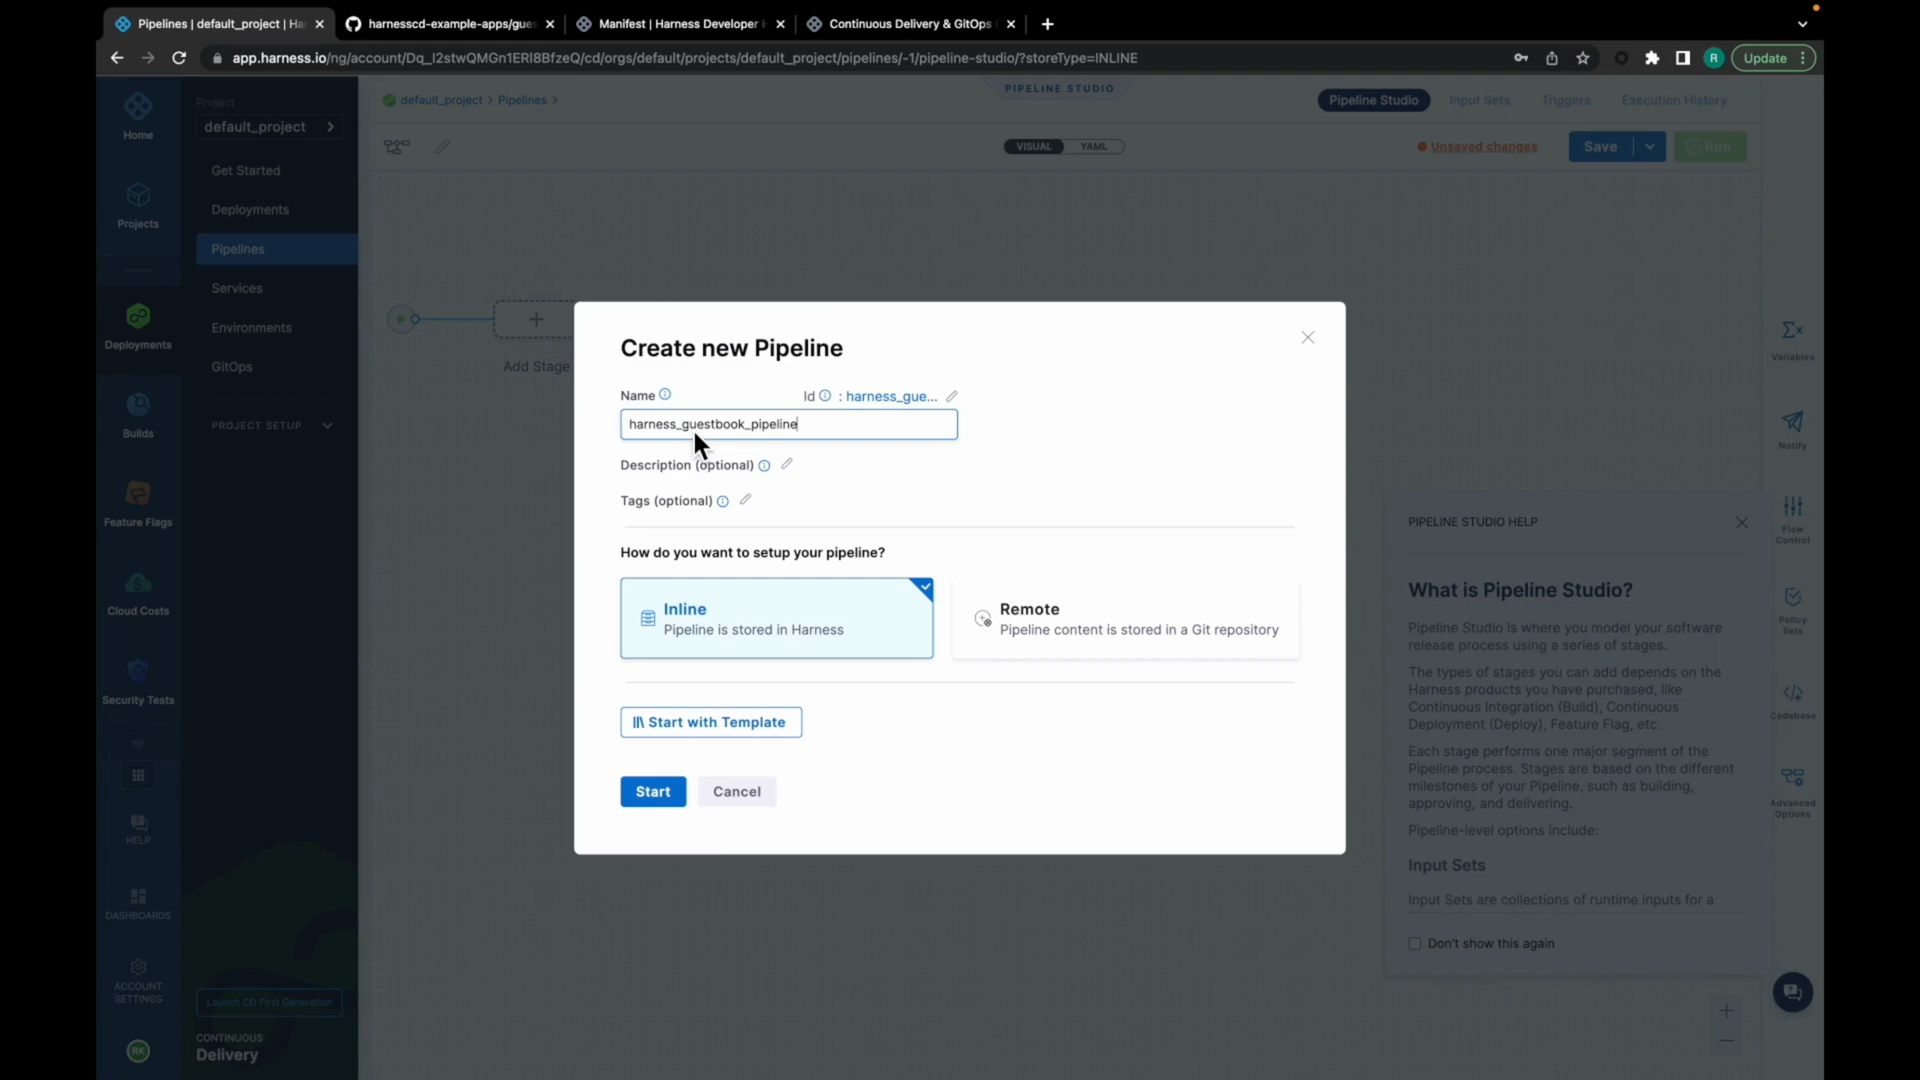 Pipelines | default_project | Ha
harnesscd-example-apps/gues
Manifest | Harness Developer H
Continuous Delivery & GitOps
app.harness.io/ng/account/Dq_I2stwQMGn1ERI8BfzeQ/cd/orgs/default/projects/default_project/pipelines/-1/pipeline-studio/?storeType=INLINE
R
Update
Home
Projects
Deployments
Builds
Feature Flags
Cloud Costs
Security Tests
HELP
DASHBOARDS
ACCOUNT
SETTINGS
RK
Project
default_project
Get Started
Deployments
Pipelines
Services
Environments
GitOps
PROJECT SETUP
Launch CD First Generation
CONTINUOUS
Delivery
default_project > Pipelines >
PIPELINE STUDIO
Pipeline Studio
Input Sets
Triggers
Execution History
VISUAL
YAML
Unsaved changes
Save
Run
Add Stage
Create new Pipeline
Name
Id : harness_gue...
harness_guestbook_pipeline
Description (optional)
Tags (optional)
How do you want to setup your pipeline?
Inline
Pipeline is stored in Harness
Remote
Pipeline content is stored in a Git repository
Start with Template
Start
Cancel
PIPELINE STUDIO HELP
What is Pipeline Studio?
Pipeline Studio is where you model your software
release process using a series of stages.
The types of stages you can add depends on the
Harness products you have purchased, like
Continuous Integration (Build), Continuous
Deployment (Deploy), Feature Flag, etc.
Each stage performs one major segment of the
Pipeline process. Stages are based on the different
milestones of your Pipeline, such as building,
approving, and delivering.
Pipeline-level options include:
Input Sets
Input Sets are collections of runtime inputs for a
Don't show this again
Variables
Notify
Flow
Control
Policy
Sets
Codebase
Advanced
Options